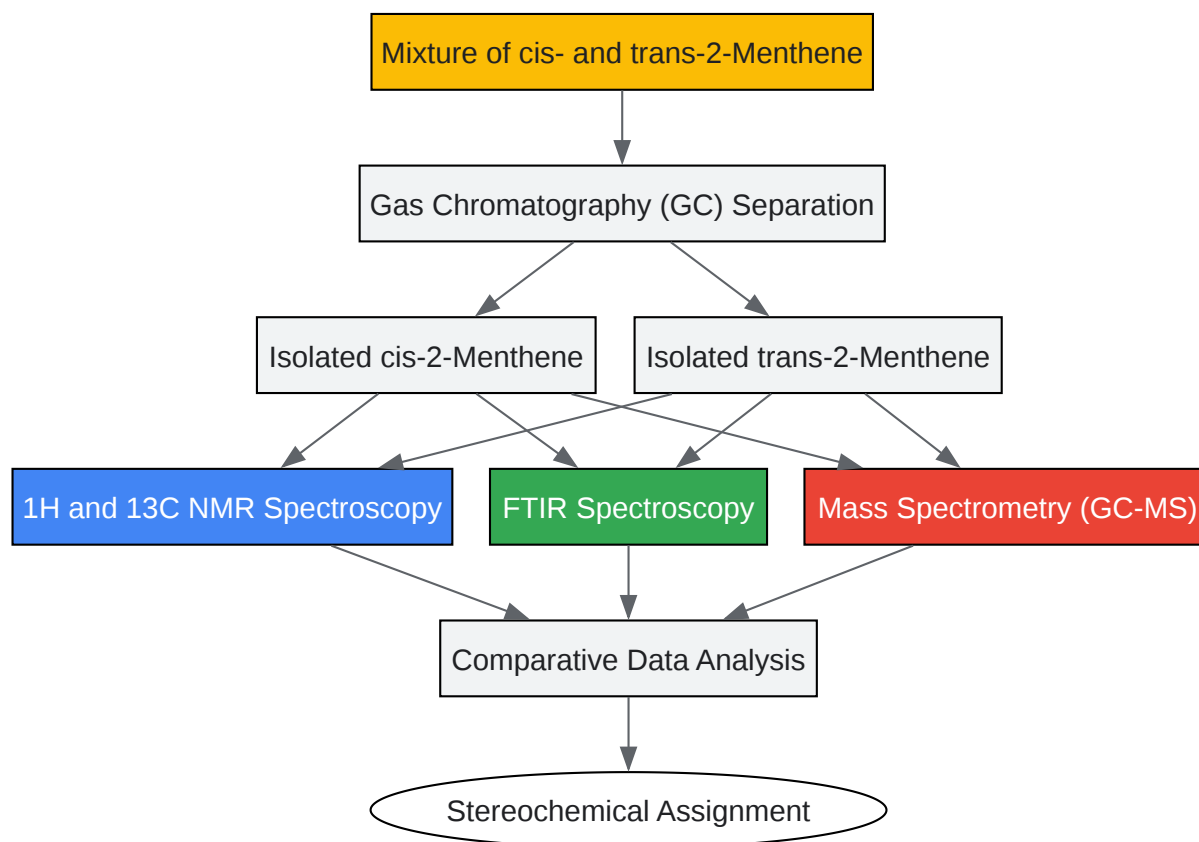 Mixture of cis- and trans-2-Menthene
Gas Chromatography (GC) Separation
Isolated cis-2-Menthene
Isolated trans-2-Menthene
1H and 13C NMR Spectroscopy
FTIR Spectroscopy
Mass Spectrometry (GC-MS)
Comparative Data Analysis
Stereochemical Assignment